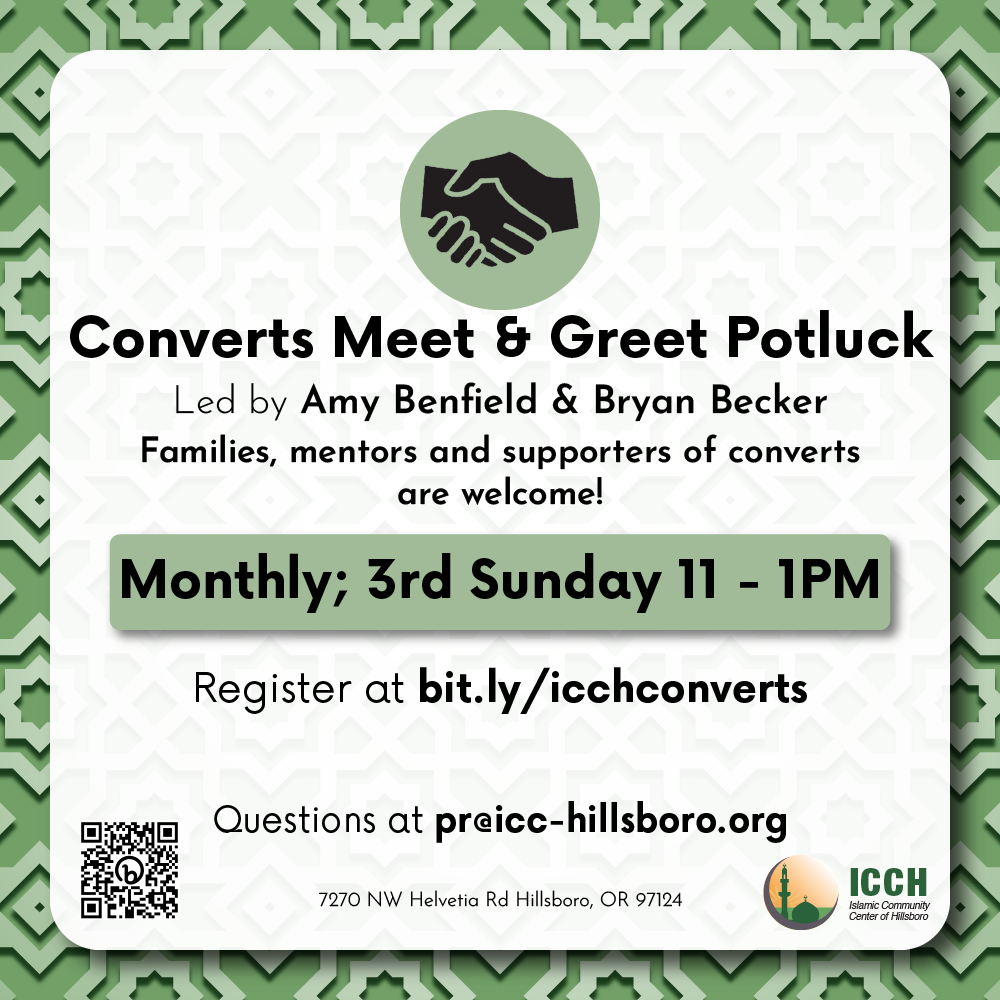 Converts Meet & Greet Potluck
Led by Amy Benfield & Bryan Becker
Families, mentors and supporters of converts
are welcome!
Monthly; 3rd Sunday 11 - 1PM
Register at bit.ly/icchconverts
Questions at pr@icc-hillsboro.org
7270 NW Helvetia Rd Hillsboro, OR 97124
ICCH
Islamic Community
Center of Hillsboro